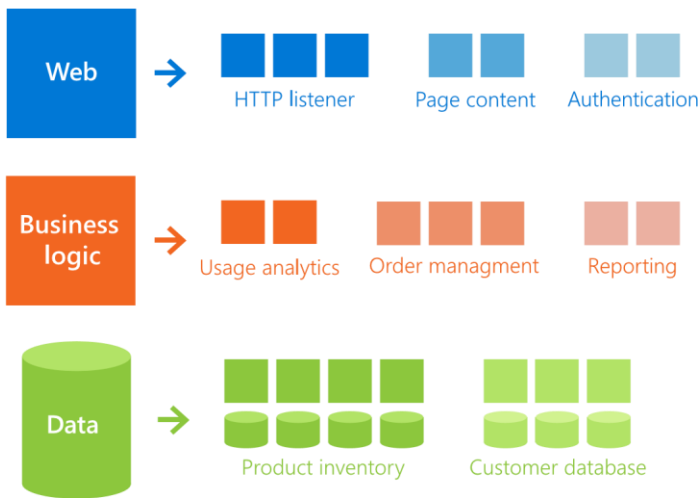 Web
HTTP listener
Page content
Authentication
Business
logic
Usage analytics
Order managment
Reporting
Data
Product inventory
Customer database